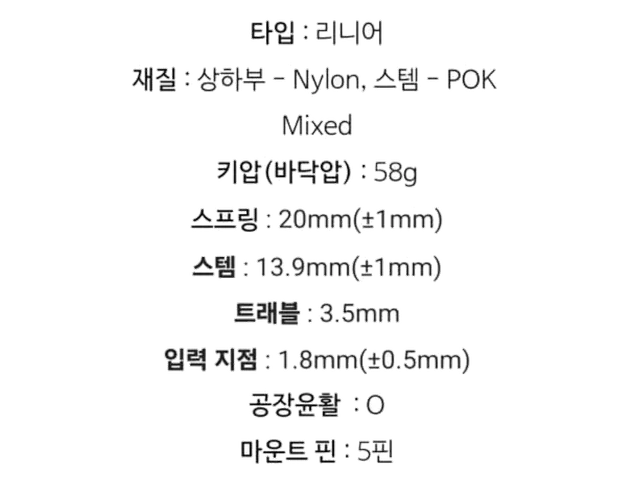 타입 : 리니어
재질 : 상하부 - Nylon, 스템 - POK
Mixed
키압(바닥압) : 58g
스프링 : 20mm(±1mm)
스템 : 13.9mm(±1mm)
트래블 : 3.5mm
입력 지점 : 1.8mm(±0.5mm)
공장윤활 : O
마운트 핀 : 5핀